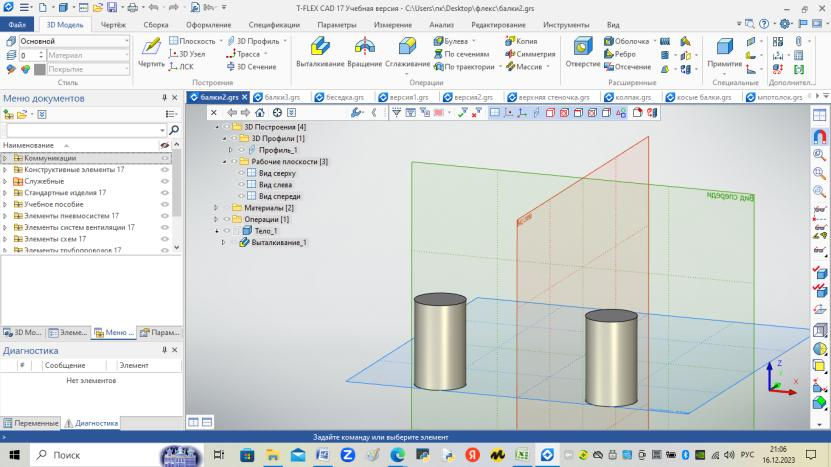 T-FLEX CAD 17 Учебная версия - C:\Users\пк\Desktop\флекс\балки2.grs
Файл 3D Модель Чертёж Сборка Оформление Спецификации Параметры Измерение Анализ Редактирование Инструменты Вид
Основной
0 Материал
Покрытие
Стиль
Чертить
Плоскость
3D Узел
ЛСК
3D Профиль
Трасса
3D Сечение
Построения
Выталкивание Вращение Сглаживание
Булева
По сечениям
По траектории
Копия
Симметрия
Массив
Операции
Отверстие
Оболочка
Ребро
Отсечение
Расширенные
Примитив
Специальные
Дополнител...
Меню документов
Наименование
Коммуникации
Конструктивные элементы 17
Служебные
Стандартные изделия 17
Учебное пособие
Элементы пневмосистем 17
Элементы систем вентиляции 17
Элементы схем 17
Элементы трубопроводов 17
3D Мо... Элеме... Меню ... Парам...
Диагностика
# Сообщение Элемент
Нет элементов
Переменные Диагностика
балки2.grs балки3.grs беседка.grs версия1.grs версия2.grs верхняя стеночка.grs колпак.grs косые балки.grs мпотолок.grs
3D Построения [4]
3D Профили [1]
Профиль_1
Рабочие плоскости [3]
Вид сверху
Вид слева
Вид спереди
Материалы [2]
Операции [1]
Тело_1
Выталкивание_1
Вид спереди
Z
Y
X
> Задайте команду или выберите элемент
Поиск
РУС
21:06
16.12.2023